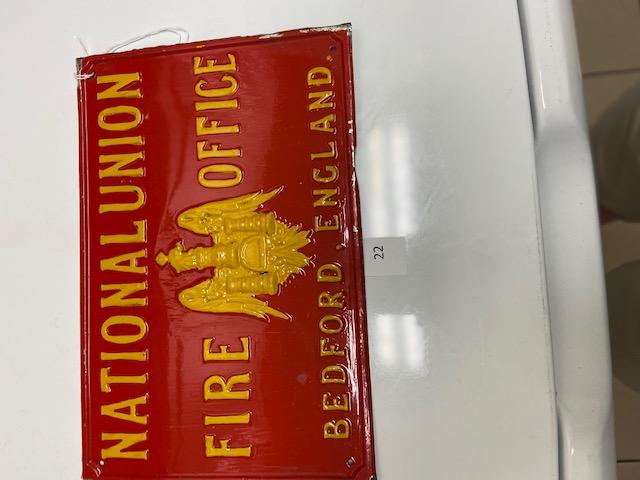 NATIONAL UNION
FIRE OFFICE
BEDFORD, ENGLAND.
22